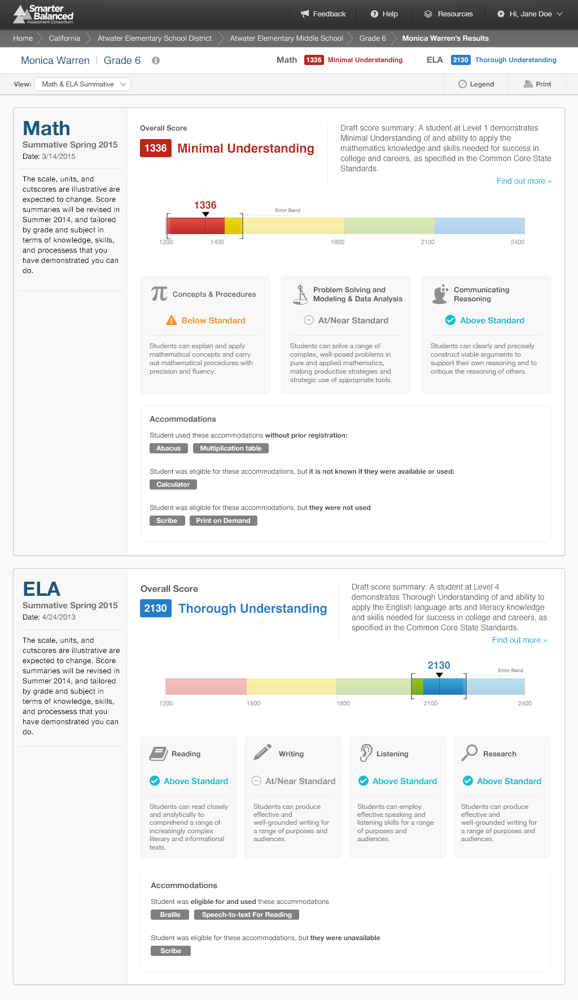 Smarter
Balanced
Assessment Consortium
Feedback
Help
Resources
Hi, Jane Doe
Home
California
Atwater Elementary School District
Atwater Elementary Middle School
Grade 6
Monica Warren's Results
Monica Warren
Grade 6
Math 1336 Minimal Understanding
ELA 2130 Thorough Understanding
View: Math & ELA Summative
Legend
Print
Math
Summative Spring 2015
Date: 3/14/2015
The scale, units, and
cutscores are illustrative are
expected to change. Score
summaries will be revised in
Summer 2014, and tailored
by grade and subject in
terms of knowledge, skills,
and processess that you
have demonstrated you can
do.
Overall Score
1336 Minimal Understanding
Draft score summary: A student at Level 1 demonstrates
Minimal Understanding of and ability to apply the
mathematics knowledge and skills needed for success in
college and careers, as specified in the Common Core State
Standards.
Find out more »
1336
Error Band
1200 1400 1800 2100 2400
π Concepts & Procedures
Below Standard
Students can explain and apply
mathematical concepts and carry
out mathematical procedures with
precision and fluency.
Problem Solving and
Modeling & Data Analysis
At/Near Standard
Students can solve a range of
complex, well-posed problems in
pure and applied mathematics,
making productive strategies and
strategic use of appropriate tools.
Communicating
Reasoning
Above Standard
Students can clearly and precisely
construct viable arguments to
support their own reasoning and to
critique the reasoning of others.
Accommodations
Student used these accommodations without prior registration:
Abacus Multiplication table
Student was eligible for these accommodations, but it is not known if they were available or used:
Calculator
Student was eligible for these accommodations, but they were not used
Scribe Print on Demand
ELA
Summative Spring 2015
Date: 4/24/2013
The scale, units, and
cutscores are illustrative are
expected to change. Score
summaries will be revised in
Summer 2014, and tailored
by grade and subject in
terms of knowledge, skills,
and processess that you
have demonstrated you can
do.
Overall Score
2130 Thorough Understanding
Draft score summary: A student at Level 4
demonstrates Thorough Understanding of and ability to
apply the English language arts and literacy knowledge
and skills needed for success in college and careers, as
specified in the Common Core State Standards.
Find out more »
2130
Error Band
1200 1500 1800 2100 2400
Reading
Above Standard
Students can read closely
and analytically to
comprehend a range of
increasingly complex
literary and informational
texts.
Writing
At/Near Standard
Students can produce
effective and
well-grounded writing for
a range of purposes and
audiences.
Listening
Above Standard
Students can employ
effective speaking and
listening skills for a range
of purposes and
audiences.
Research
Above Standard
Students can produce
effective and
well-grounded writing for
a range of purposes and
audiences.
Accommodations
Student was eligible for and used these accommodations
Braille Speech-to-text For Reading
Student was eligible for these accommodations, but they were unavailable
Scribe